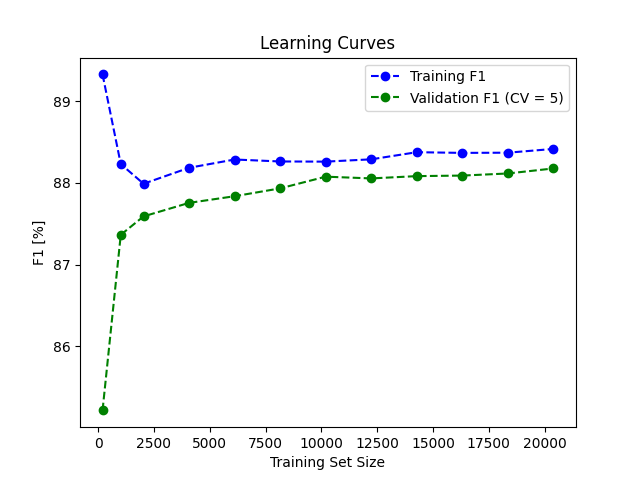 Learning Curves
Training F1
Validation F1 (CV = 5)
F1 [%]
89
88
87
86
0 2500 5000 7500 10000 12500 15000 17500 20000
Training Set Size